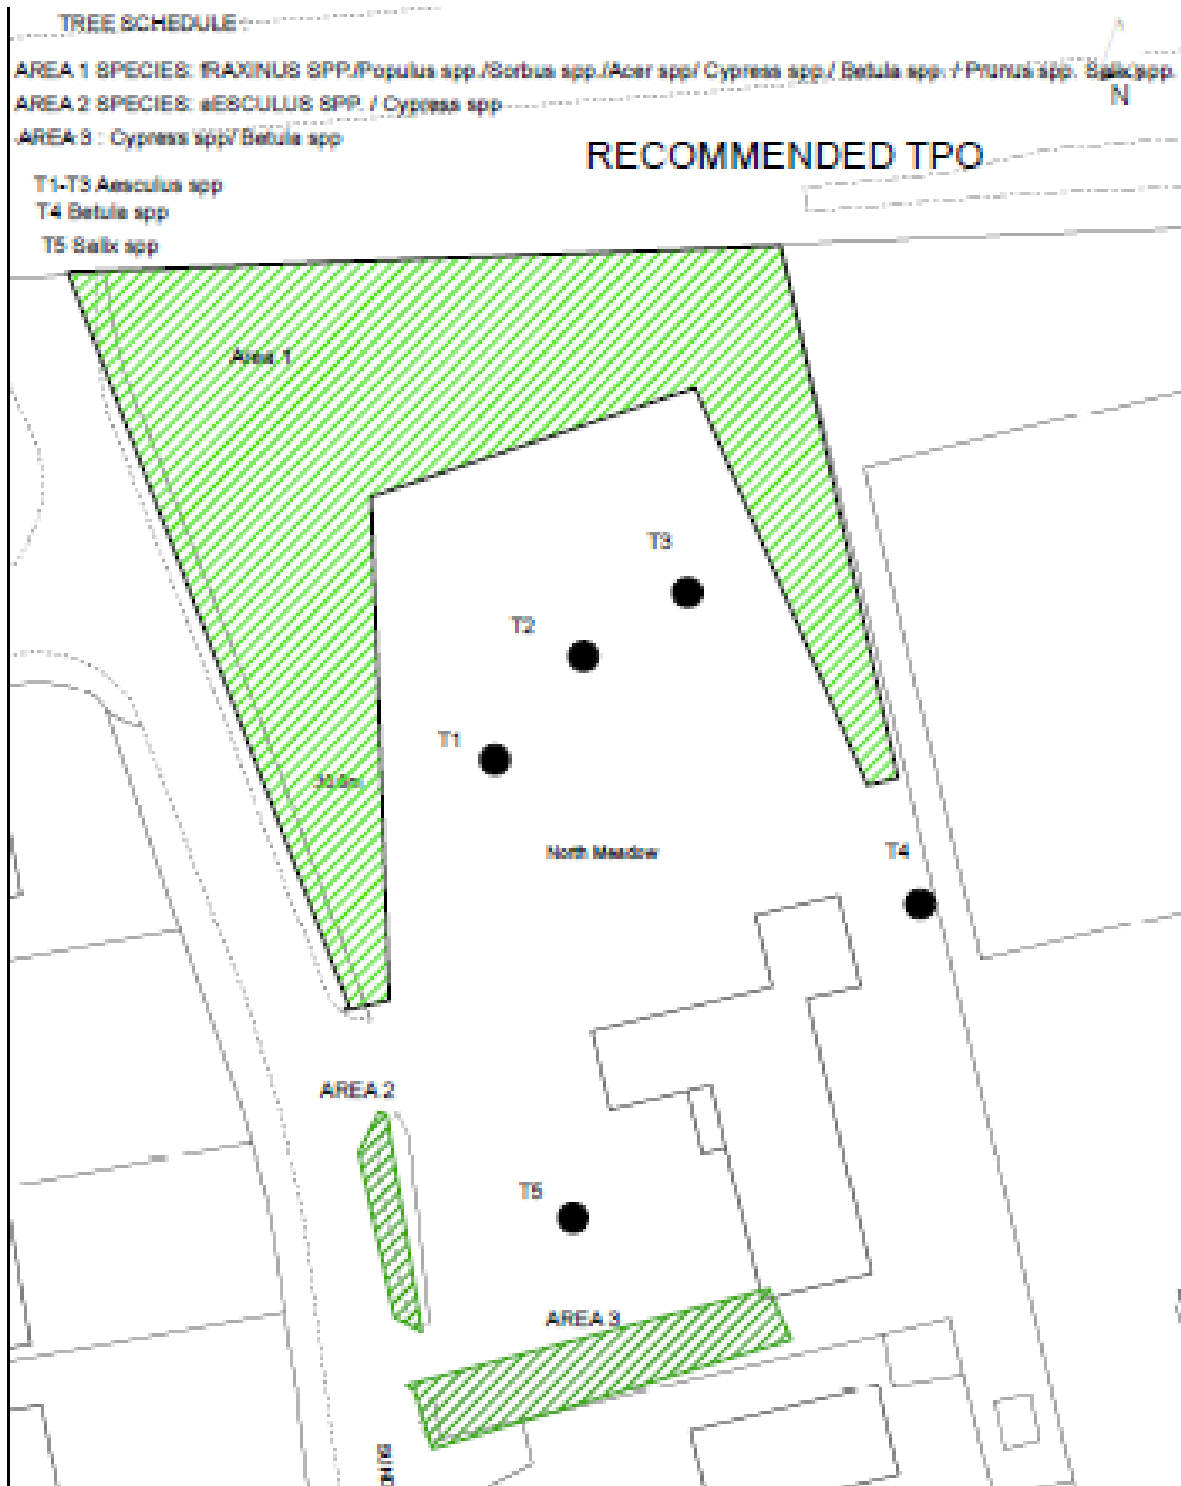 TREE SCHEDULE :
AREA 1 SPECIES: fRAXINUS SPP./Populus spp./Sorbus spp./Acer spp/ Cypress spp./ Betula spp. / Prunus spp. Salix spp.
AREA 2 SPECIES: aESCULUS SPP. / Cypress spp
AREA 3 : Cypress spp/ Betula spp
N
RECOMMENDED TPO
T1-T3 Aesculus spp
T4 Betula spp
T5 Salix spp
Area 1
T3
T2
T1
North Meadow
T4
AREA 2
T5
AREA 3